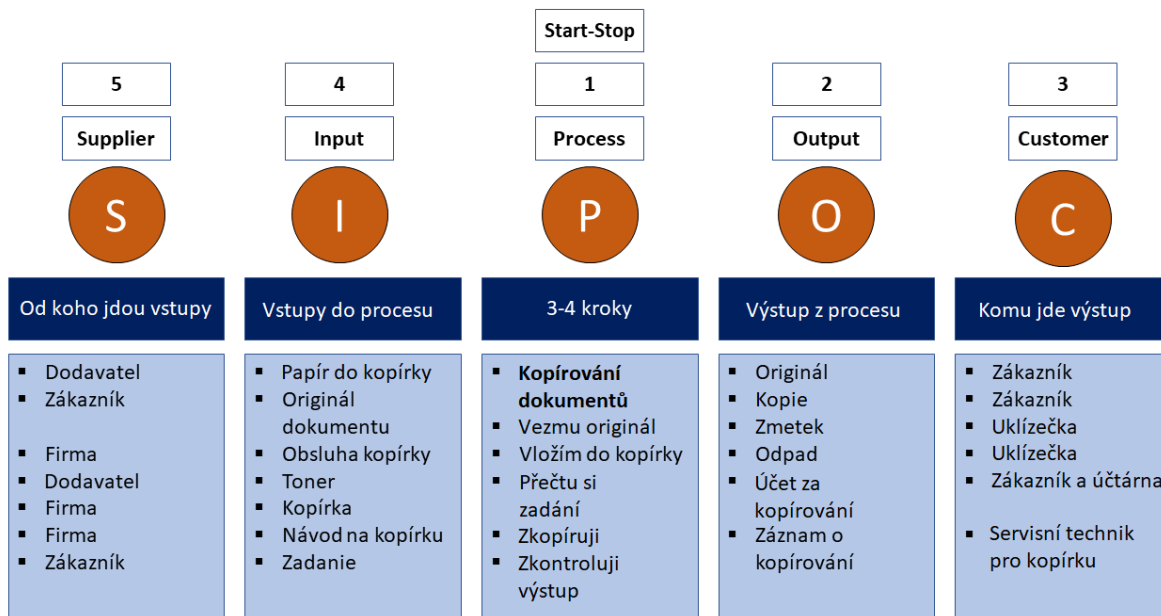 Start-Stop
5
4
1
2
3
Supplier
Input
Process
Output
Customer
S
I
P
O
C
Od koho jdou vstupy
Vstupy do procesu
3-4 kroky
Výstup z procesu
Komu jde výstup
▪ Dodavatel
▪ Zákazník
▪ Firma
▪ Dodavatel
▪ Firma
▪ Firma
▪ Zákazník
▪ Papír do kopírky
▪ Originál
dokumentu
▪ Obsluha kopírky
▪ Toner
▪ Kopírka
▪ Návod na kopírku
▪ Zadanie
▪ Kopírování
dokumentů
▪ Vezmu originál
▪ Vložím do kopírky
▪ Přečtu si
zadání
▪ Zkopíruji
▪ Zkontroluji
výstup
▪ Originál
▪ Kopie
▪ Zmetek
▪ Odpad
▪ Účet za
kopírování
▪ Záznam o
kopírování
▪ Zákazník
▪ Zákazník
▪ Uklízečka
▪ Uklízečka
▪ Zákazník a účtárna
▪ Servisní technik
pro kopírku